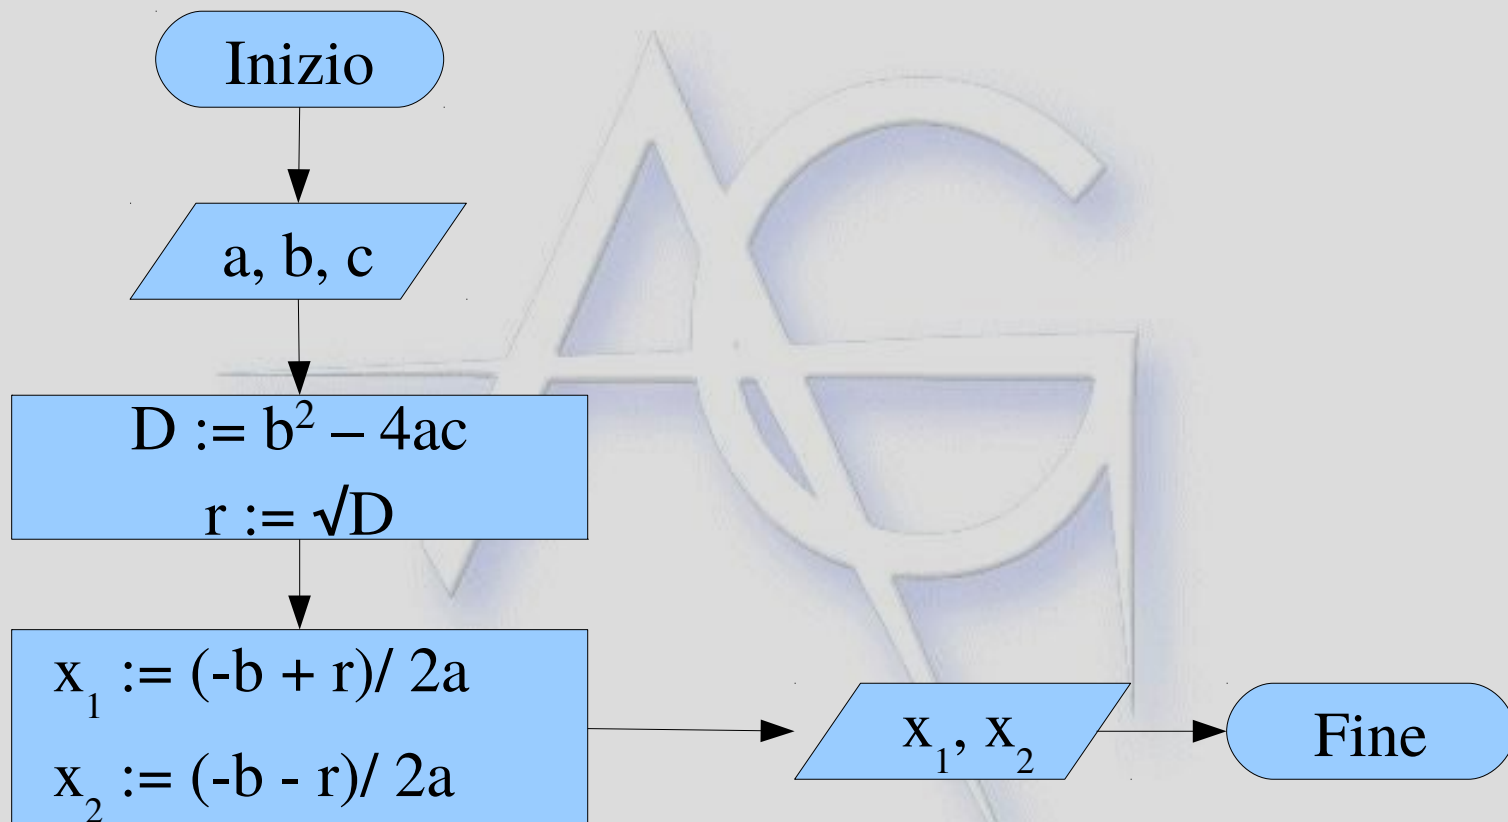 Inizio
a, b, c
D := b² – 4ac
r := √D
x₁ := (-b + r)/ 2a
x₂ := (-b - r)/ 2a
x₁, x₂
Fine